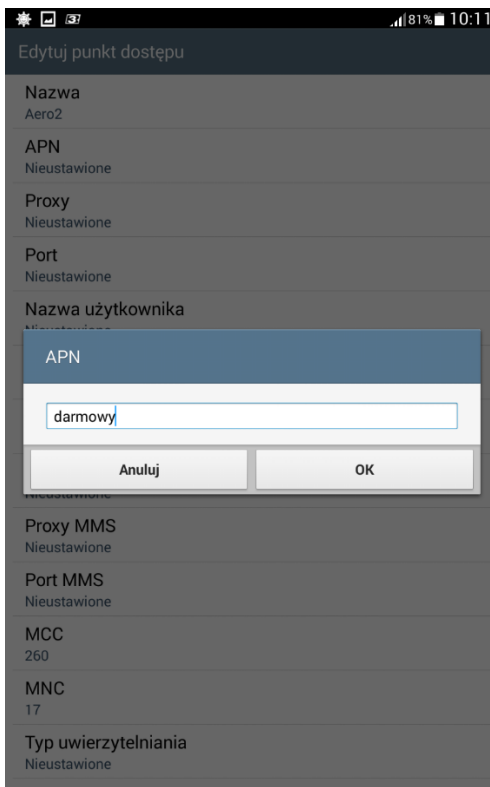 81% 10:11
Edytuj punkt dostępu
Nazwa
Aero2
APN
Nieustawione
Proxy
Nieustawione
Port
Nieustawione
Nazwa użytkownika
APN
darmowy
Anuluj OK
Nieustawione
Proxy MMS
Nieustawione
Port MMS
Nieustawione
MCC
260
MNC
17
Typ uwierzytelniania
Nieustawione